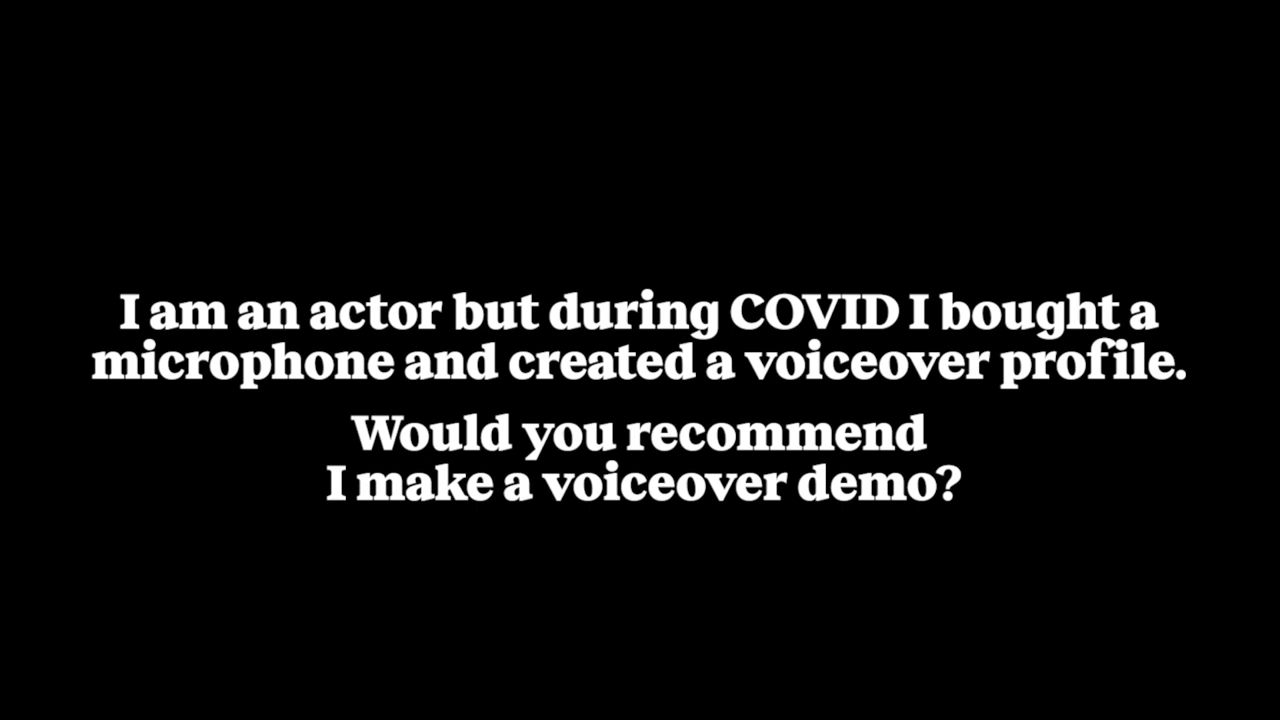 I am an actor but during COVID I bought a
microphone and created a voiceover profile.
Would you recommend
I make a voiceover demo?